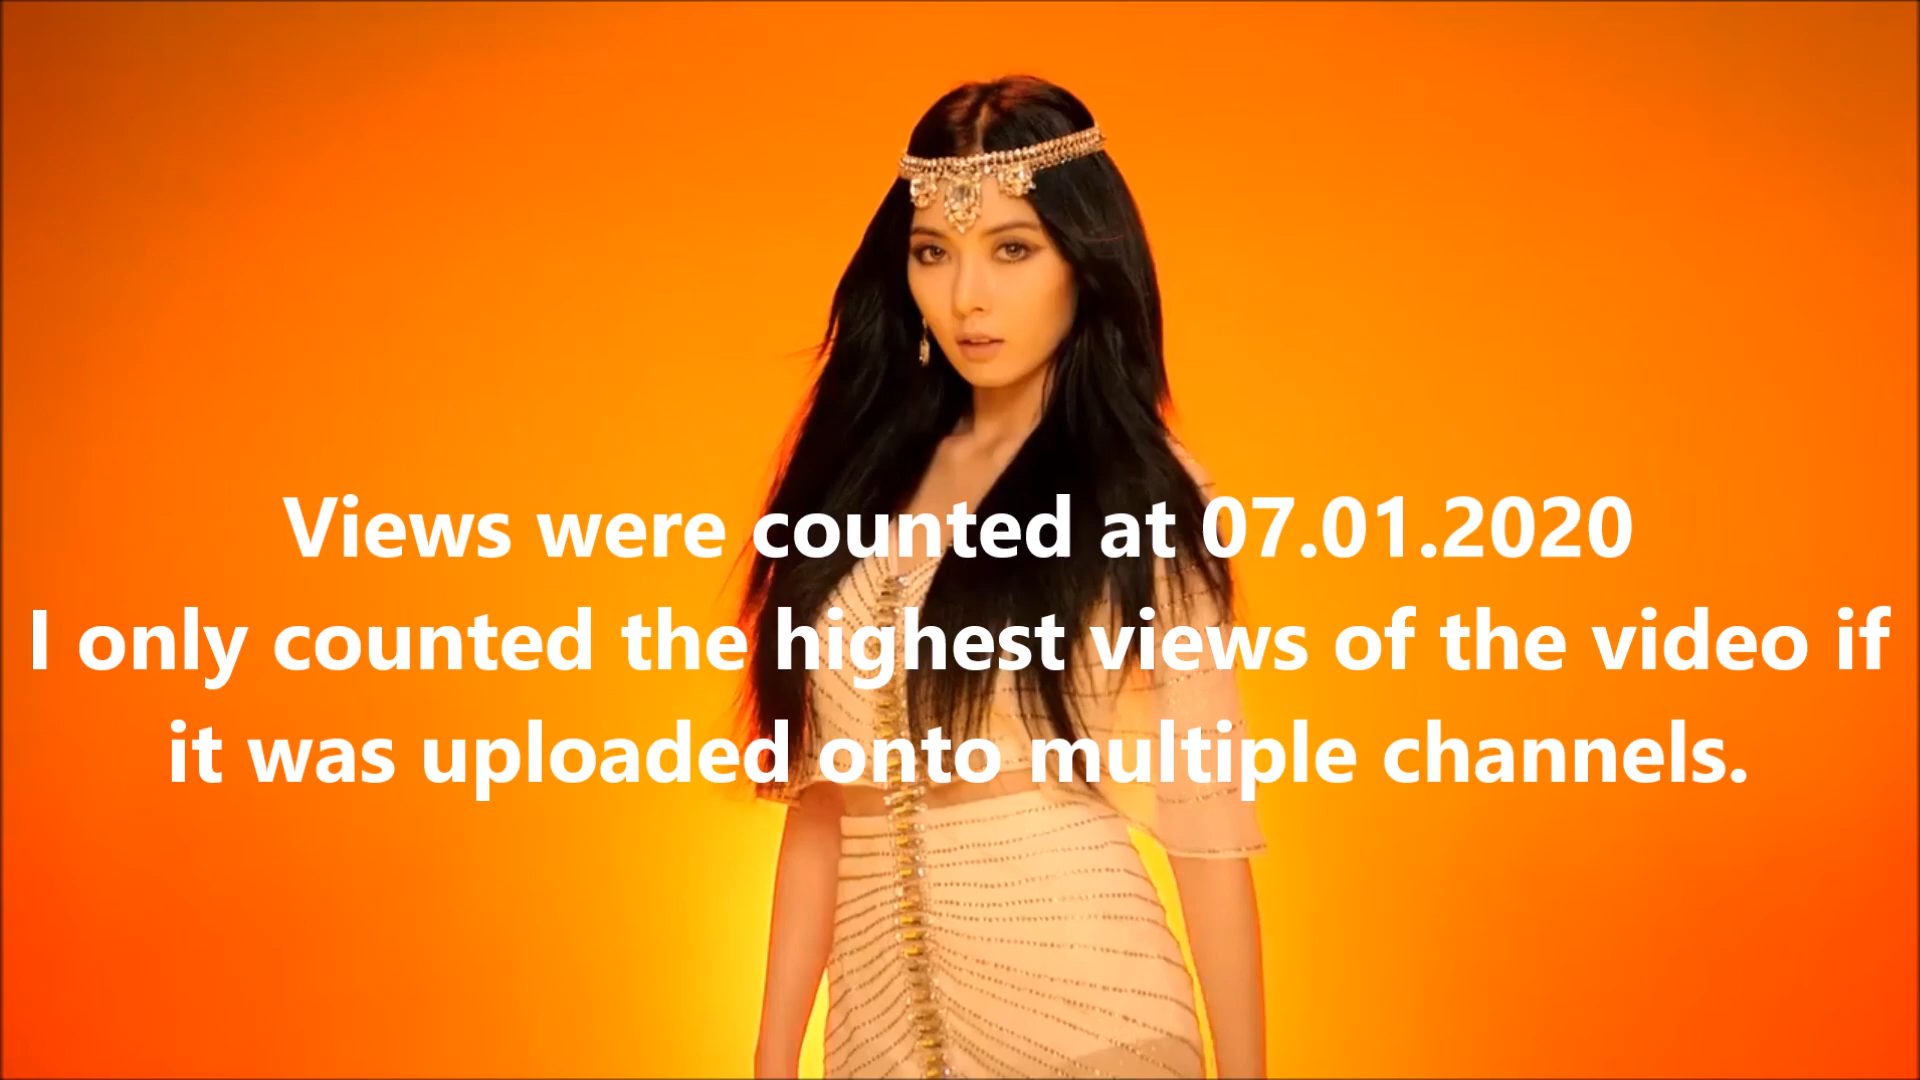 Views were counted at 07.01.2020
I only counted the highest views of the video if
it was uploaded onto multiple channels.